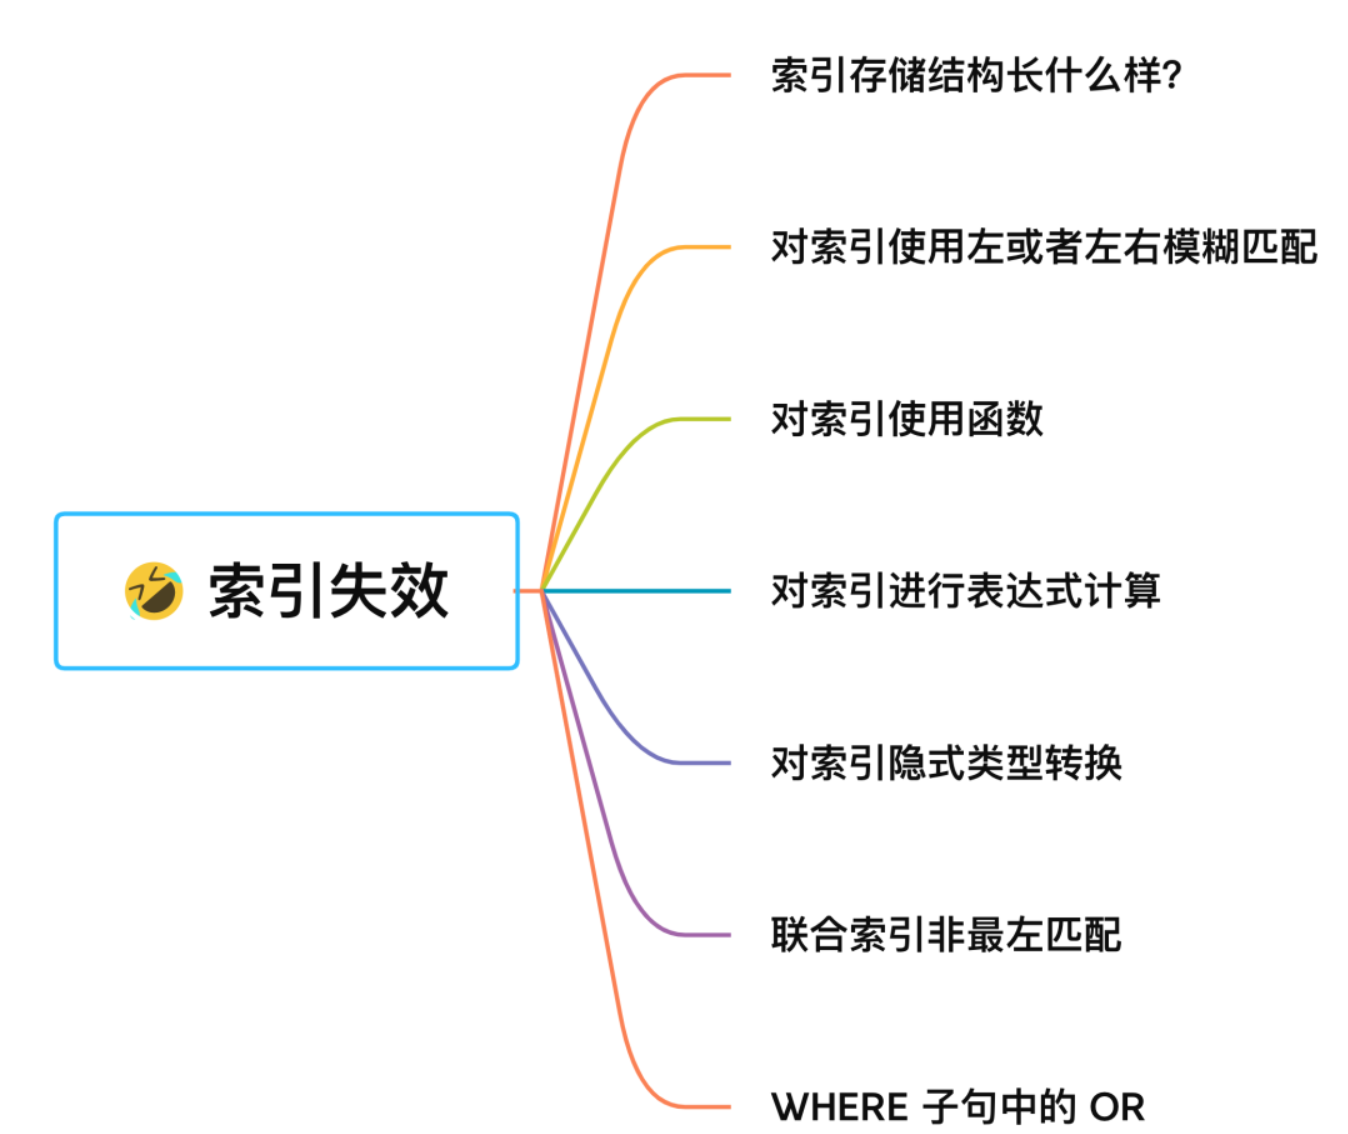 索引存储结构长什么样?
对索引使用左或者左右模糊匹配
对索引使用函数
索引失效
对索引进行表达式计算
对索引隐式类型转换
联合索引非最左匹配
WHERE 子句中的 OR